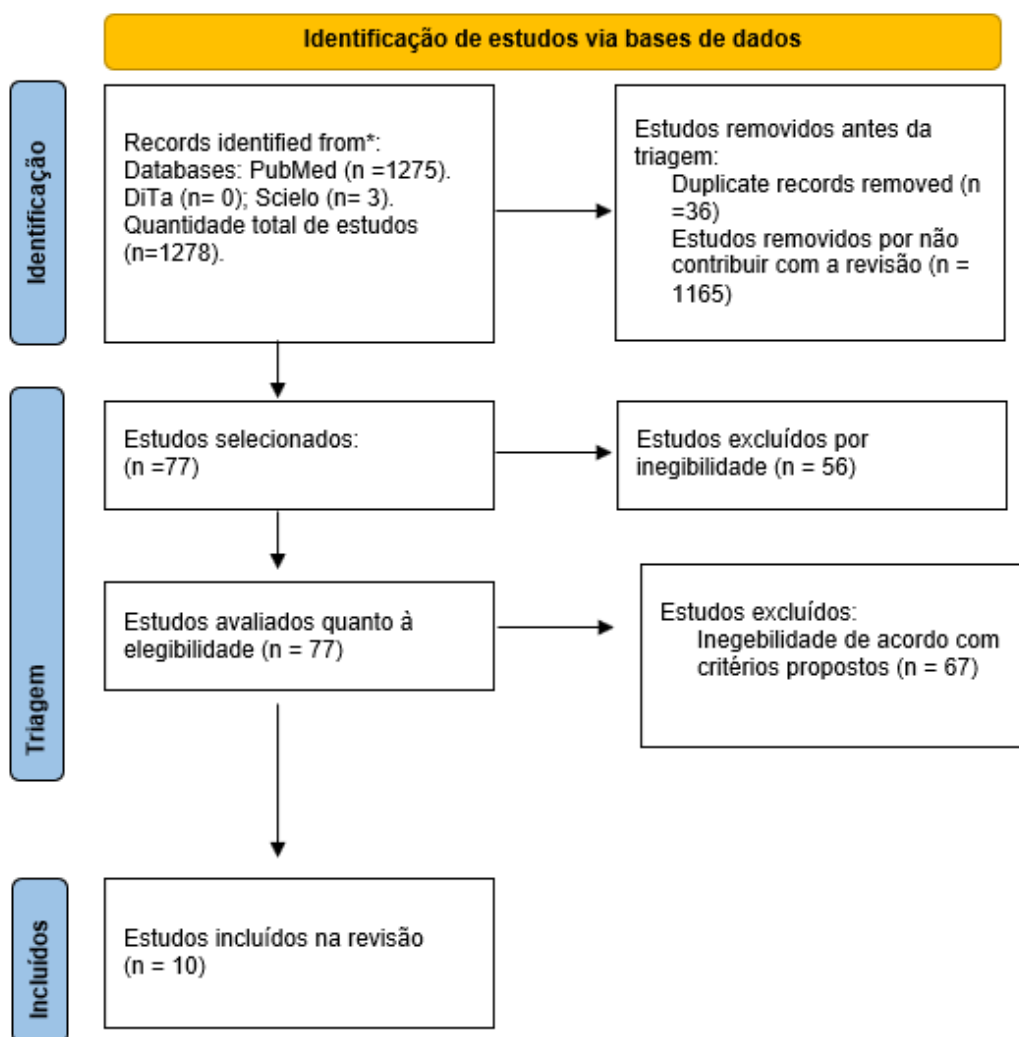 Identificação de estudos via bases de dados
Identificação
Records identified from*:
Databases: PubMed (n =1275).
DiTa (n= 0); Scielo (n= 3).
Quantidade total de estudos
(n=1278).
Estudos removidos antes da
triagem:
Duplicate records removed (n
=36)
Estudos removidos por não
contribuir com a revisão (n =
1165)
Triagem
Estudos selecionados:
(n =77)
Estudos excluídos por
inegibilidade (n = 56)
Estudos avaliados quanto à
elegibilidade (n = 77)
Estudos excluídos:
Inegebilidade de acordo com
critérios propostos (n = 67)
Incluídos
Estudos incluídos na revisão
(n = 10)